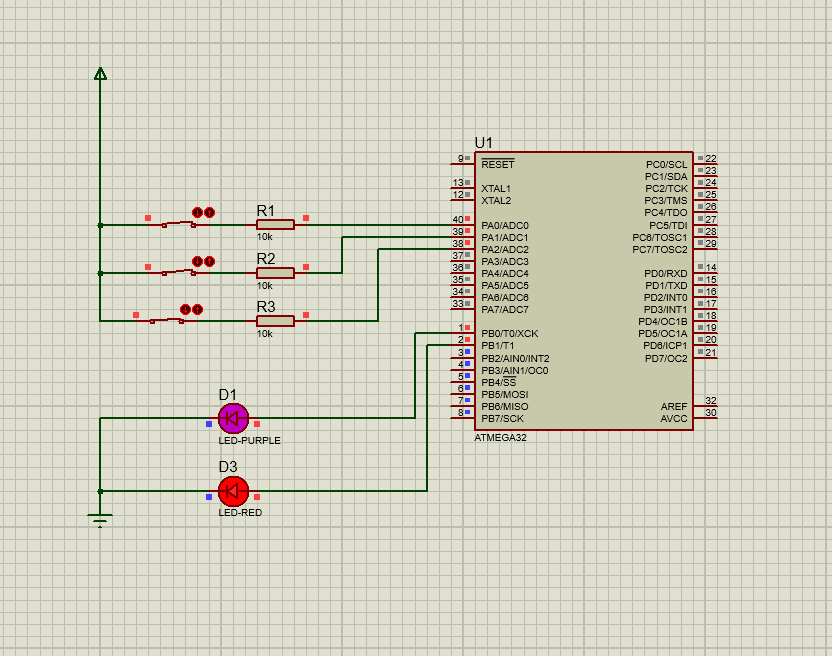 U1
9 RESET PC0/SCL 22
PC1/SDA 23
13 XTAL1 PC2/TCK 24
12 XTAL2 PC3/TMS 25
PC4/TDO 26
R1
40 PA0/ADC0 PC5/TDI 27
10k
39 PA1/ADC1 PC6/TOSC1 28
38 PA2/ADC2 PC7/TOSC2 29
R2
37 PA3/ADC3
36 PA4/ADC4 PD0/RXD 14
10k
35 PA5/ADC5 PD1/TXD 15
34 PA6/ADC6 PD2/INT0 16
33 PA7/ADC7 PD3/INT1 17
R3
PD4/OC1B 18
10k
1 PB0/T0/XCK PD5/OC1A 19
2 PB1/T1 PD6/ICP1 20
3 PB2/AIN0/INT2 PD7/OC2 21
4 PB3/AIN1/OC0
5 PB4/SS
6 PB5/MOSI
7 PB6/MISO AREF 32
8 PB7/SCK AVCC 30
ATMEGA32
D1
LED-PURPLE
D3
LED-RED